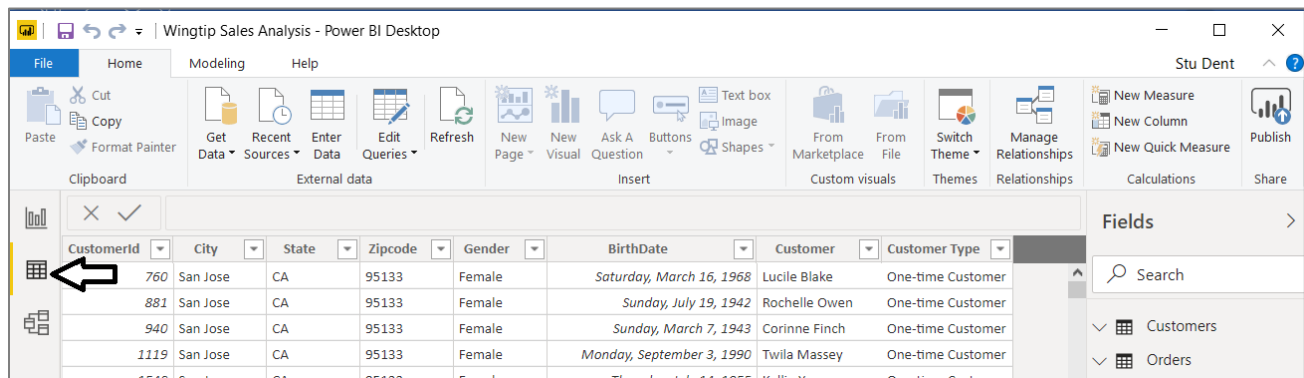 Wingtip Sales Analysis - Power BI Desktop
File Home Modeling Help Stu Dent ?
Paste
Cut
Copy
Format Painter
Clipboard
Get Data
Recent Sources
Enter Data
Edit Queries
Refresh
External data
New Page
New Visual
Ask A Question
Buttons
Text box
Image
Shapes
Insert
From Marketplace
From File
Custom visuals
Switch Theme
Themes
Manage Relationships
Relationships
New Measure
New Column
New Quick Measure
Calculations
Publish
Share
CustomerId City State Zipcode Gender BirthDate Customer Customer Type
760 San Jose CA 95133 Female Saturday, March 16, 1968 Lucile Blake One-time Customer
881 San Jose CA 95133 Female Sunday, July 19, 1942 Rochelle Owen One-time Customer
940 San Jose CA 95133 Female Sunday, March 7, 1943 Corinne Finch One-time Customer
1119 San Jose CA 95133 Female Monday, September 3, 1990 Twila Massey One-time Customer
Fields
Search
Customers
Orders